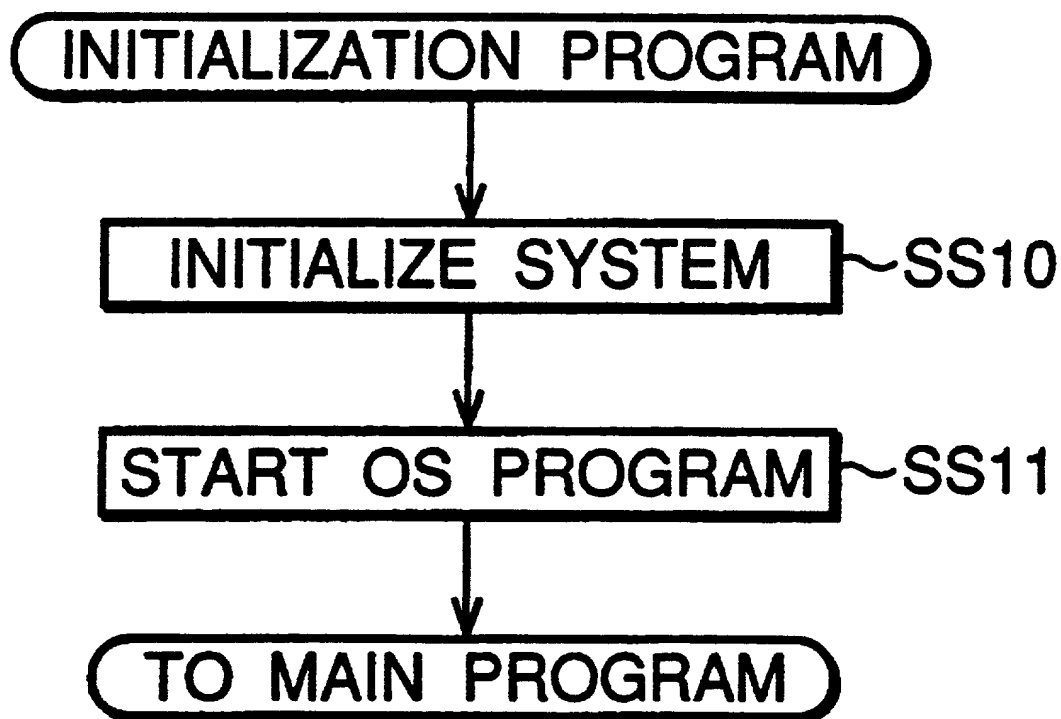 INITIALIZATION PROGRAM
INITIALIZE SYSTEM
SS10
START OS PROGRAM
SS11
TO MAIN PROGRAM